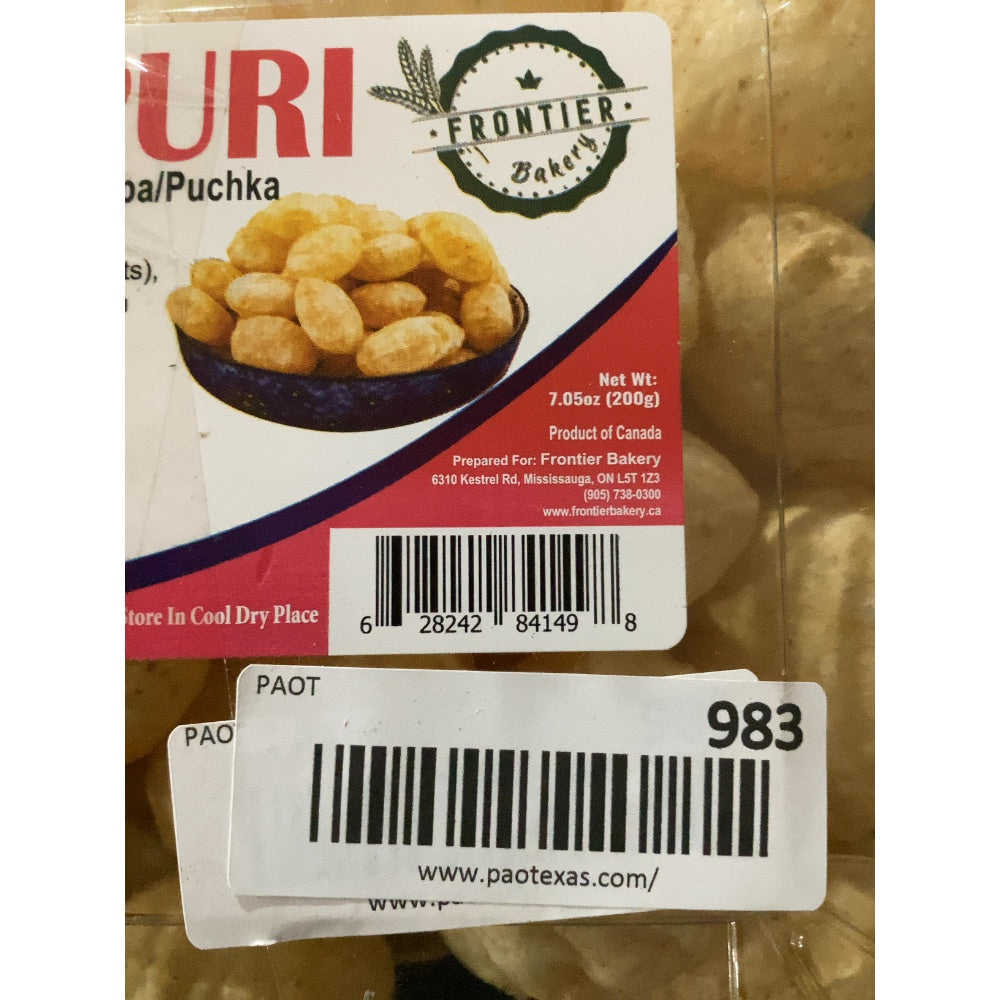 PURI
FRONTIER
Bakery
pa/Puchka
ts),
Net Wt:
7.05oz (200g)
Product of Canada
Prepared For: Frontier Bakery
6310 Kestrel Rd, Mississauga, ON L5T 1Z3
(905) 738-0300
www.frontierbakery.ca
Store In Cool Dry Place
6 28242 84149 8
PAOT
983
PAO
www.paotexas.com/
www.p